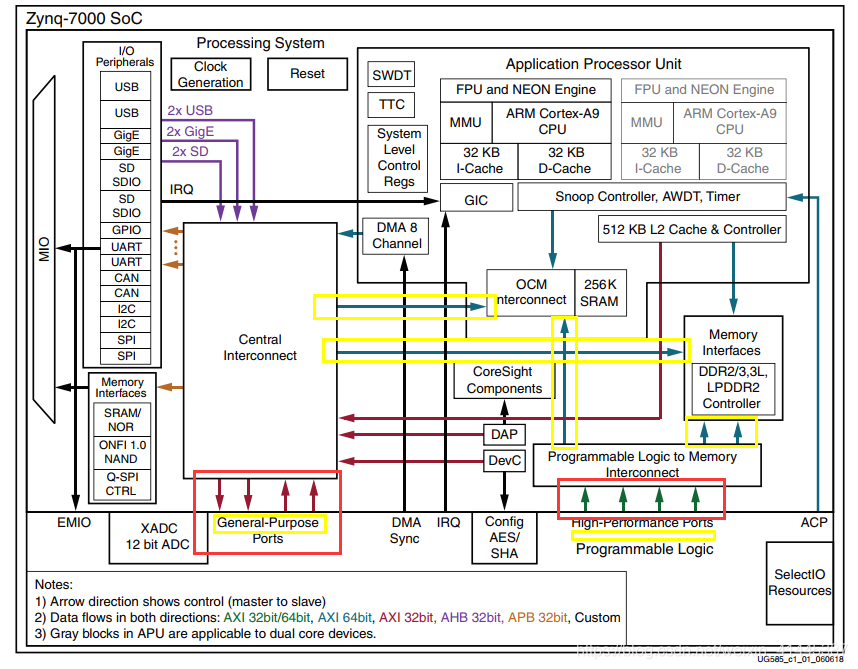 Zynq-7000 SoC
Processing System
I/O
Peripherals
USB
USB
GigE
GigE
SD
SDIO
SD
SDIO
GPIO
UART
UART
CAN
CAN
I2C
I2C
SPI
SPI
MIO
Memory
Interfaces
SRAM/
NOR
ONFI 1.0
NAND
Q-SPI
CTRL
Clock
Generation
Reset
2x USB
2x GigE
2x SD
IRQ
Application Processor Unit
SWDT
TTC
System
Level
Control
Regs
FPU and NEON Engine
MMU
ARM Cortex-A9
CPU
32 KB
I-Cache
32 KB
D-Cache
FPU and NEON Engine
MMU
ARM Cortex-A9
CPU
32 KB
I-Cache
32 KB
D-Cache
GIC
Snoop Controller, AWDT, Timer
DMA 8
Channel
512 KB L2 Cache & Controller
OCM
Interconnect
256K
SRAM
Central
Interconnect
Memory
Interfaces
DDR2/3,3L,
LPDDR2
Controller
CoreSight
Components
DAP
DevC
Programmable Logic to Memory
Interconnect
EMIO
XADC
12 bit ADC
General-Purpose
Ports
DMA
Sync
IRQ
Config
AES/
SHA
High-Performance Ports
Programmable Logic
ACP
SelectIO
Resources
Notes:
1) Arrow direction shows control (master to slave)
2) Data flows in both directions: AXI 32bit/64bit, AXI 64bit, AXI 32bit, AHB 32bit, APB 32bit, Custom
3) Gray blocks in APU are applicable to dual core devices.
UG585_c1_01_060618